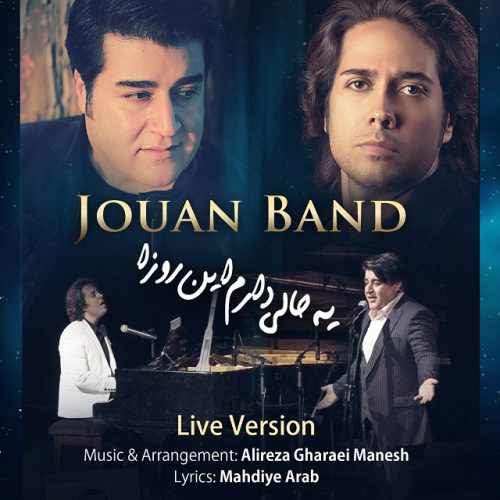 JOUAN BAND
یه حالی دارم این روزا
Live Version
Music & Arrangement: Alireza Gharaei Manesh
Lyrics: Mahdiye Arab